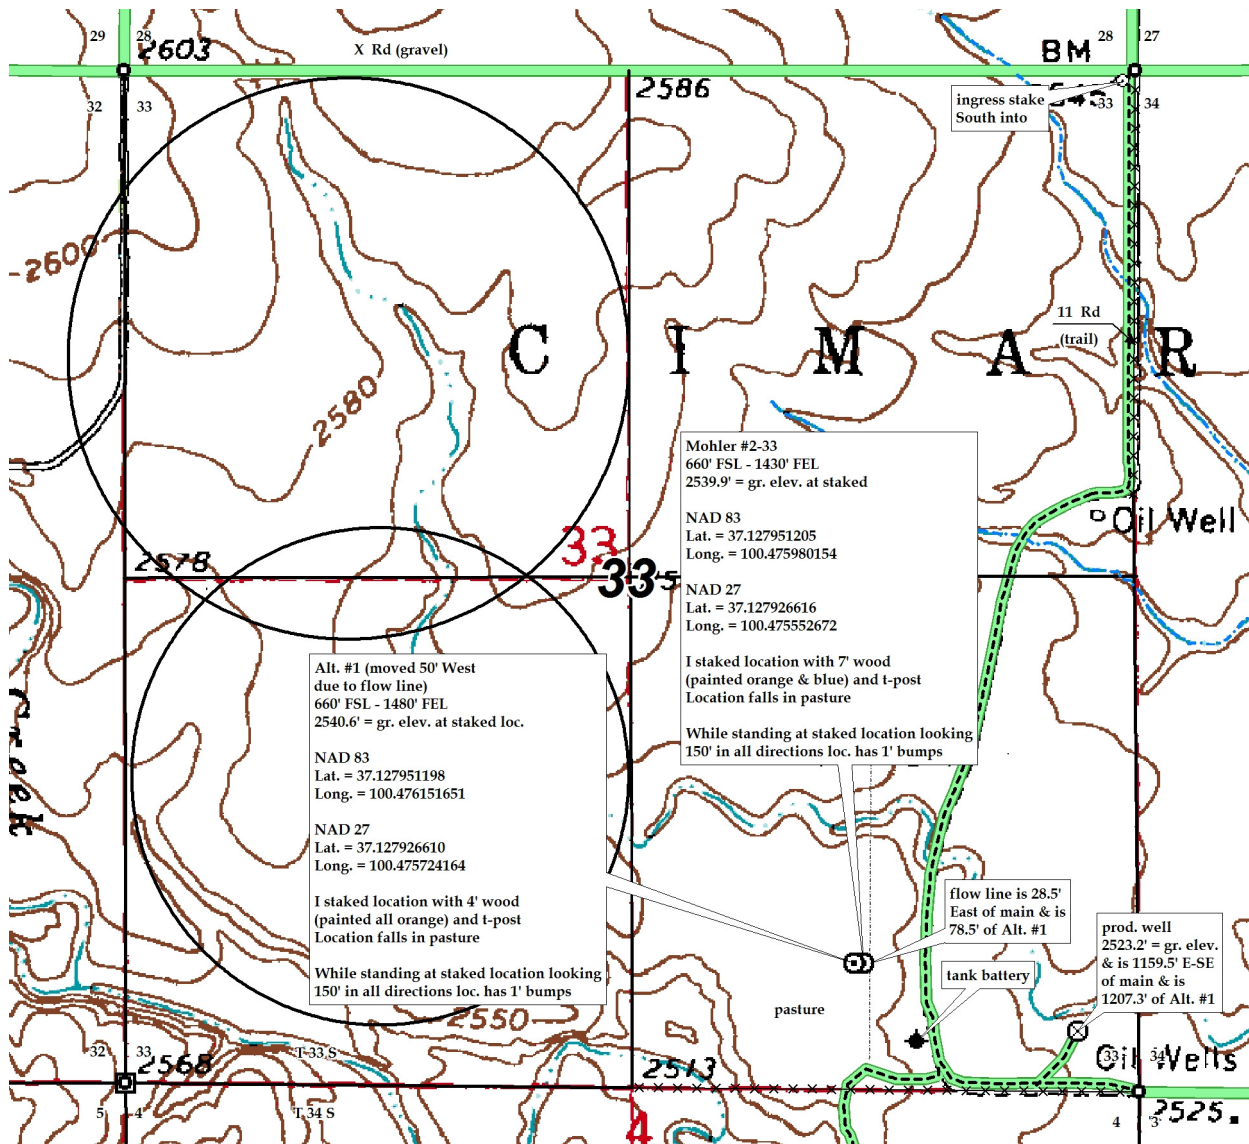 29
28
2603
X Rd (gravel)
28
27
BM
32
33
2586
ingress stake
South into
33
34
2600
11 Rd
(trail)
C I M A R
2580
Mohler #2-33
660' FSL - 1430' FEL
2539.9' = gr. elev. at staked
NAD 83
Lat. = 37.127951205
Long. = 100.475980154
NAD 27
Lat. = 37.127926616
Long. = 100.475552672
I staked location with 7' wood
(painted orange & blue) and t-post
Location falls in pasture
While standing at staked location looking
150' in all directions loc. has 1' bumps
Oil Well
2578
33
33
Alt. #1 (moved 50' West
due to flow line)
660' FSL - 1480' FEL
2540.6' = gr. elev. at staked loc.
NAD 83
Lat. = 37.127951198
Long. = 100.476151651
NAD 27
Lat. = 37.127926610
Long. = 100.475724164
I staked location with 4' wood
(painted all orange) and t-post
Location falls in pasture
While standing at staked location looking
150' in all directions loc. has 1' bumps
Creek
flow line is 28.5'
East of main & is
78.5' of Alt. #1
prod. well
2523.2' = gr. elev.
& is 1159.5' E-SE
of main & is
1207.3' of Alt. #1
tank battery
pasture
2550
32
33
2568
T 33 S
2513
Oil Wells
33
34
5
4
T 34 S
4
4
3
2525.